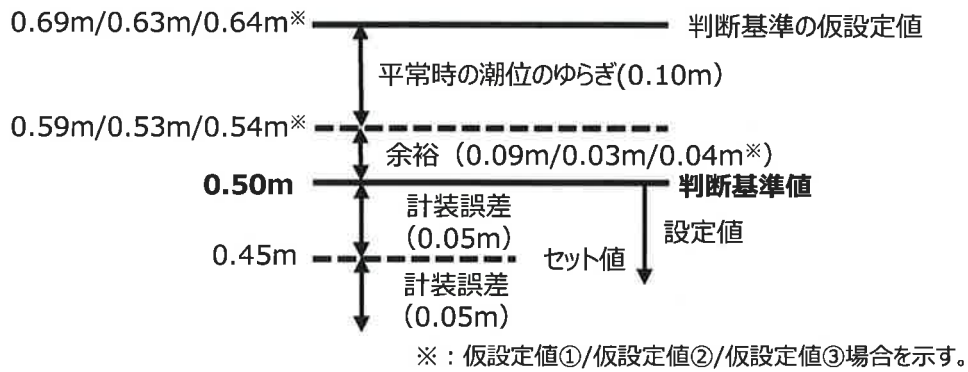 0.69m/0.63m/0.64m※
判断基準の仮設定値
平常時の潮位のゆらぎ(0.10m)
0.59m/0.53m/0.54m※
余裕（0.09m/0.03m/0.04m※）
0.50m
判断基準値
計装誤差
（0.05m）
設定値
0.45m
セット値
計装誤差
（0.05m）
※：仮設定値①/仮設定値②/仮設定値③場合を示す。